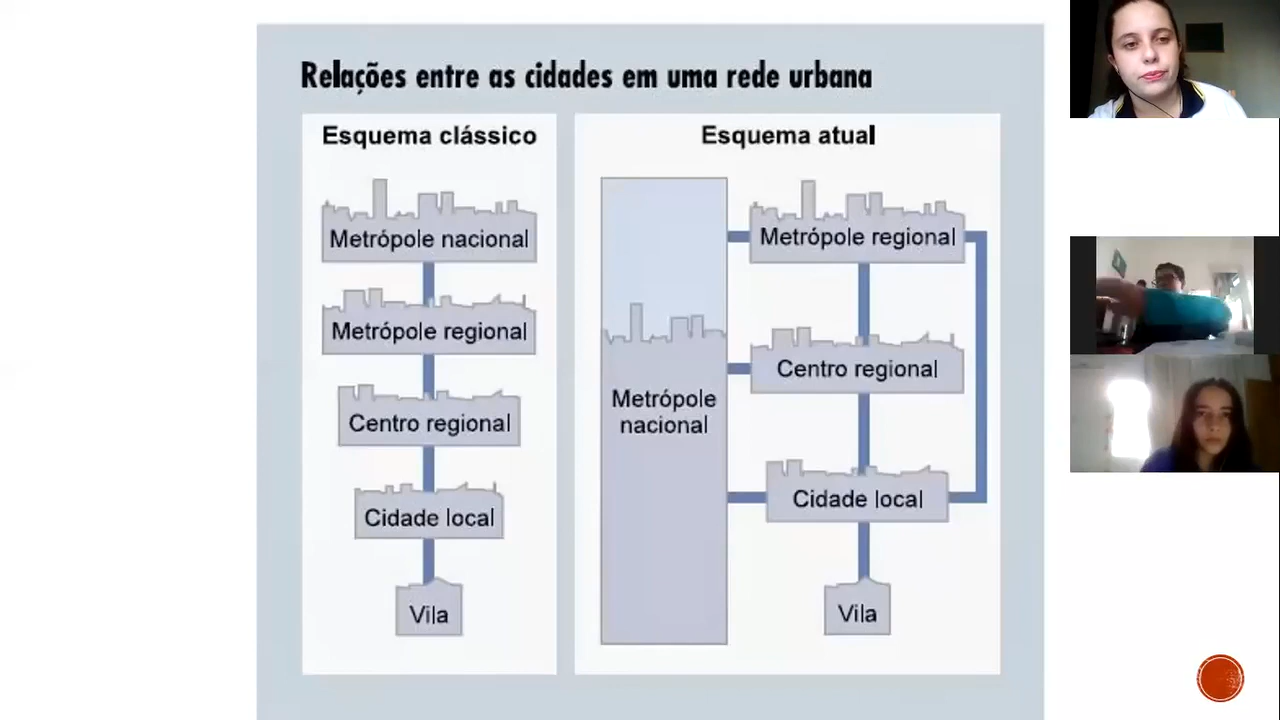 Relações entre as cidades em uma rede urbana
Esquema clássico
Metrópole nacional
Metrópole regional
Centro regional
Cidade local
Vila
Esquema atual
Metrópole
nacional
Metrópole regional
Centro regional
Cidade local
Vila